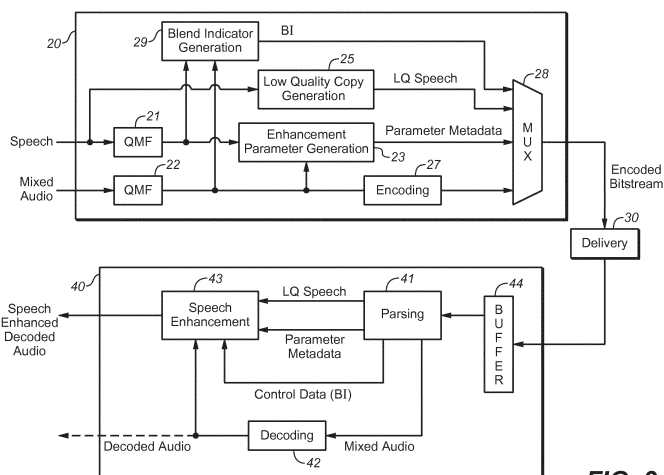 20
29
Blend Indicator
Generation
BI
25
Low Quality Copy
Generation
LQ Speech
28
MUX
Speech
21
QMF
Enhancement
Parameter Generation
23
Parameter Metadata
Mixed
Audio
22
QMF
27
Encoding
Encoded
Bitstream
30
Delivery
40
43
Speech
Enhancement
LQ Speech
41
Parsing
44
BUFFER
Speech
Enhanced
Decoded
Audio
Parameter
Metadata
Control Data (BI)
Decoded Audio
Decoding
42
Mixed Audio